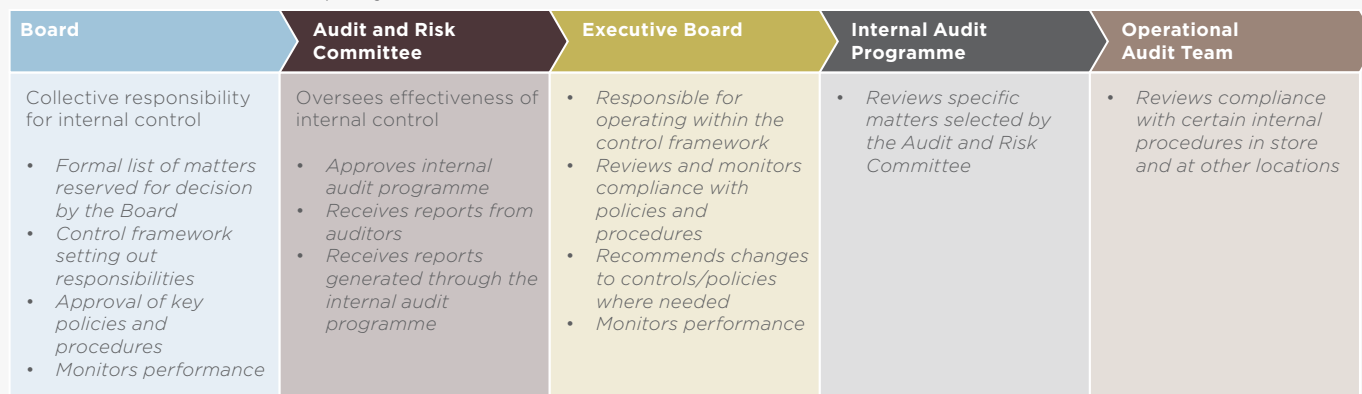 Board
Collective responsibility
for internal control
• Formal list of matters
reserved for decision
by the Board
• Control framework
setting out
responsibilities
• Approval of key
policies and
procedures
• Monitors performance
Audit and Risk
Committee
Oversees effectiveness of
internal control
• Approves internal
audit programme
• Receives reports from
auditors
• Receives reports
generated through the
internal audit
programme
Executive Board
• Responsible for
operating within the
control framework
• Reviews and monitors
compliance with
policies and
procedures
• Recommends changes
to controls/policies
where needed
• Monitors performance
Internal Audit
Programme
• Reviews specific
matters selected by
the Audit and Risk
Committee
Operational
Audit Team
• Reviews compliance
with certain internal
procedures in store
and at other locations